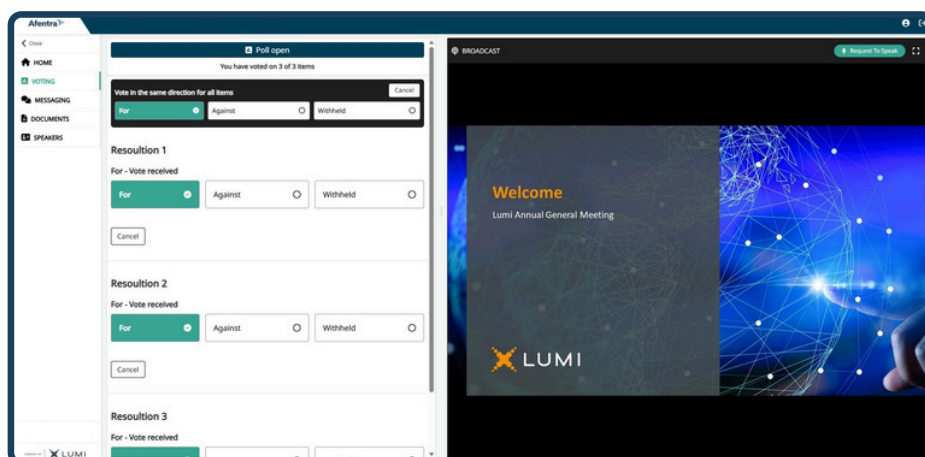 Afentra
Close
HOME
VOTING
MESSAGING
DOCUMENTS
SPEAKERS
Poll open
You have voted on 3 of 3 items
Vote in the same direction for all items
Cancel
For
Against
Withheld
Resoultion 1
For - Vote received
For
Against
Withheld
Cancel
Resoultion 2
For - Vote received
For
Against
Withheld
Cancel
Resoultion 3
For - Vote received
LUMI
BROADCAST
Request To Speak
Welcome
Lumi Annual General Meeting
LUMI